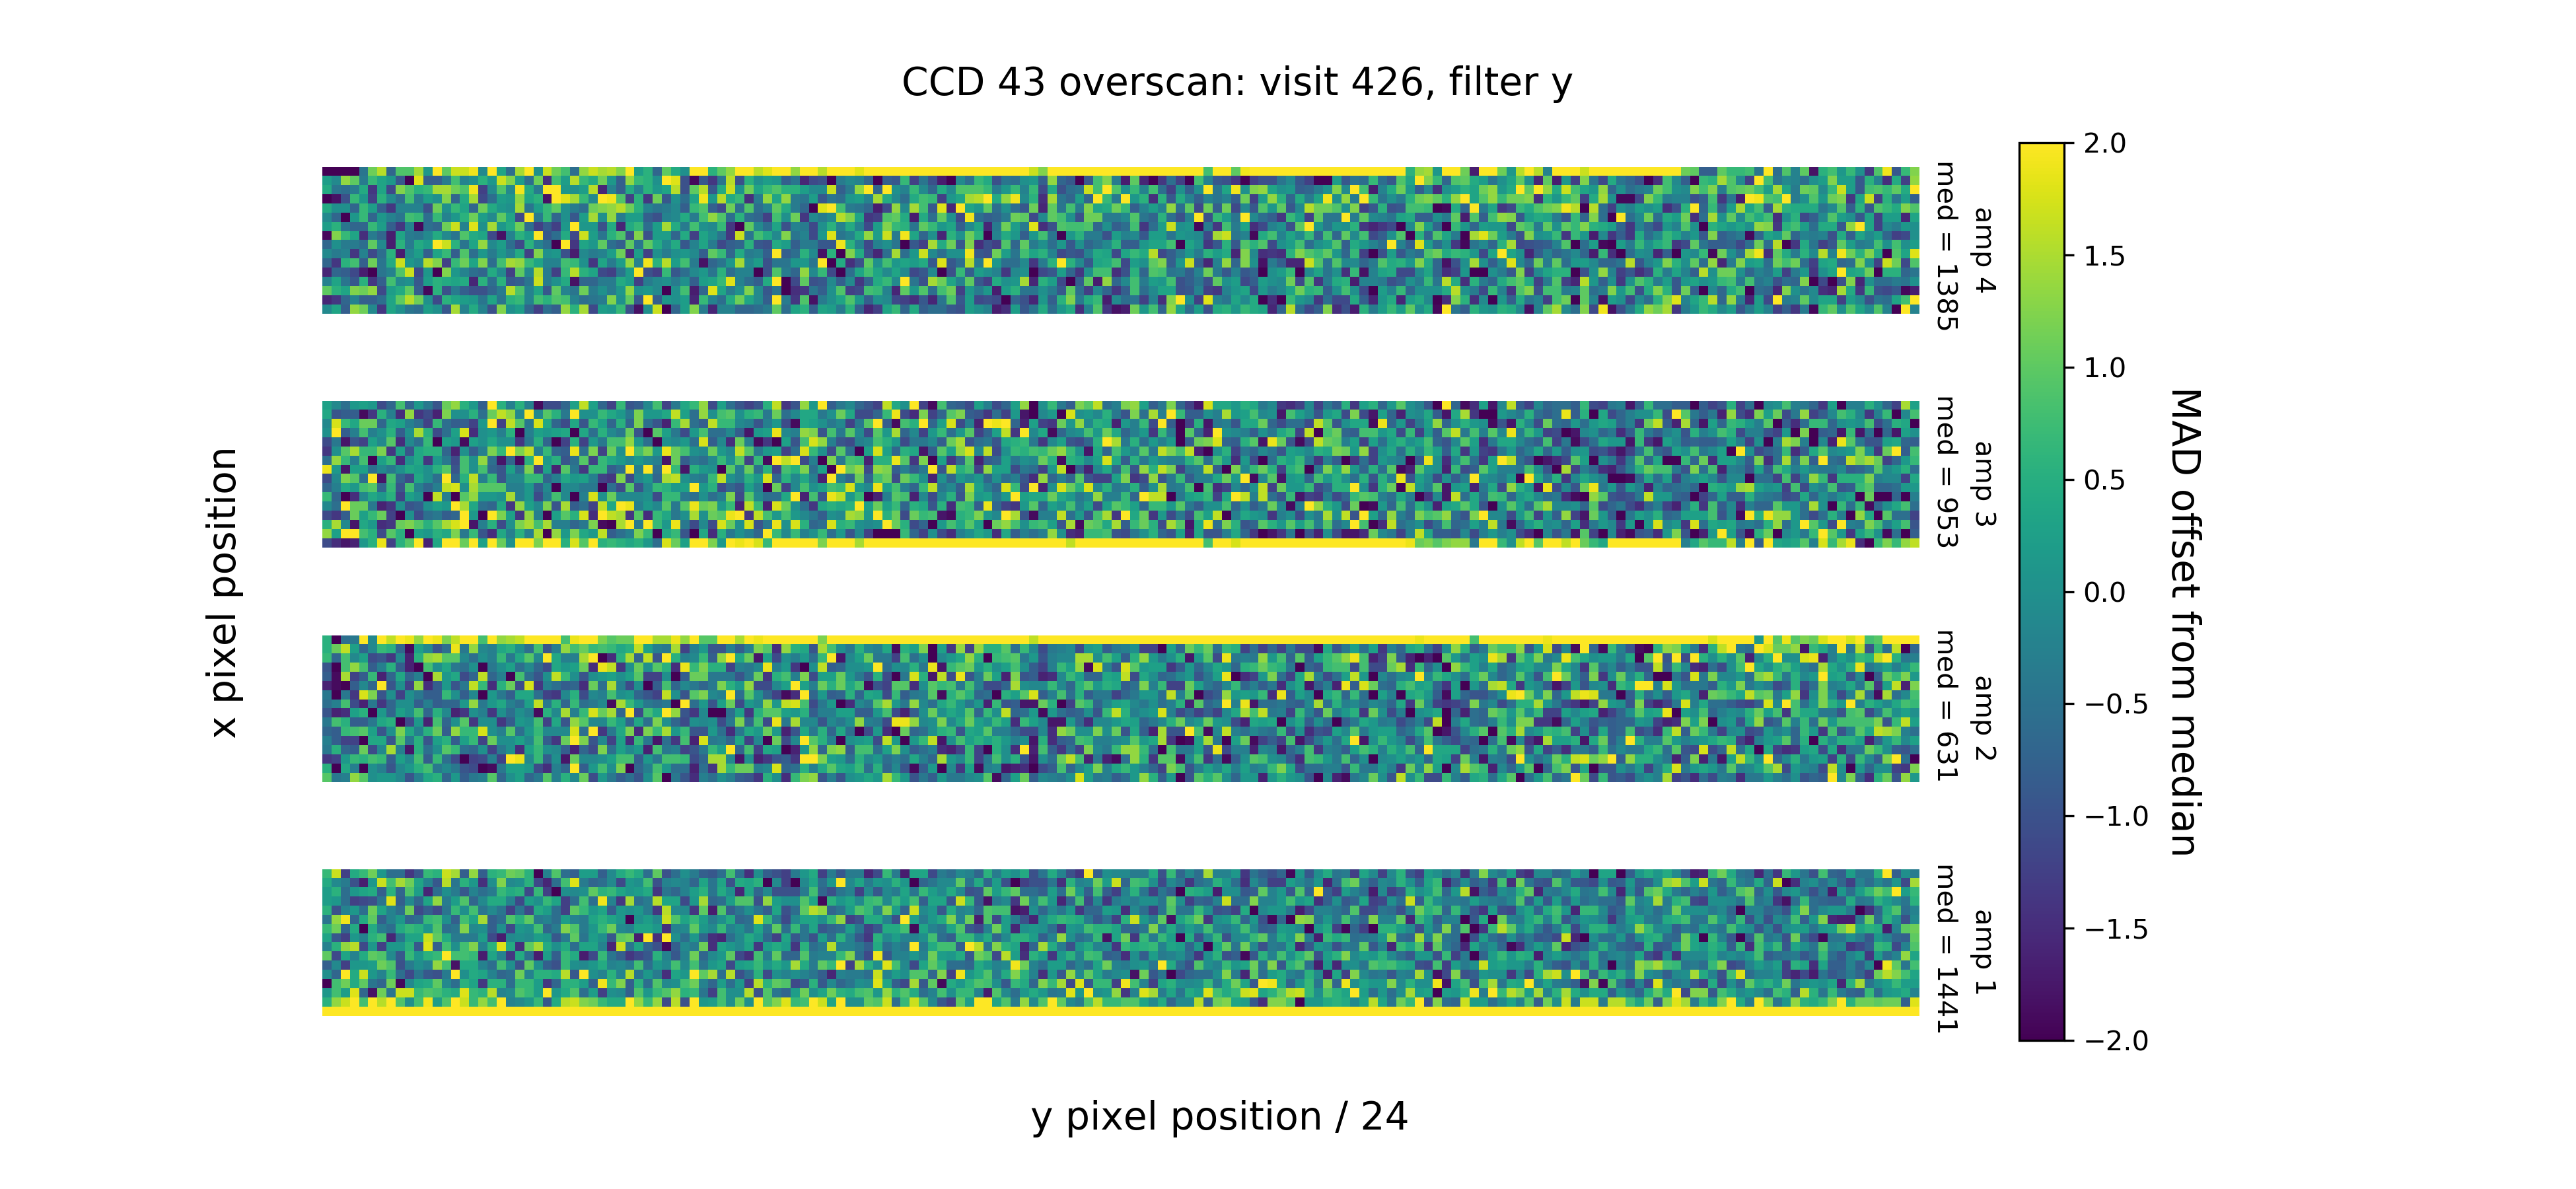 CCD 43 overscan: visit 426, filter y
amp 4
med = 1385
amp 3
med = 953
amp 2
med = 631
amp 1
med = 1441
x pixel position
y pixel position / 24
2.0
1.5
1.0
0.5
0.0
−0.5
−1.0
−1.5
−2.0
MAD offset from median